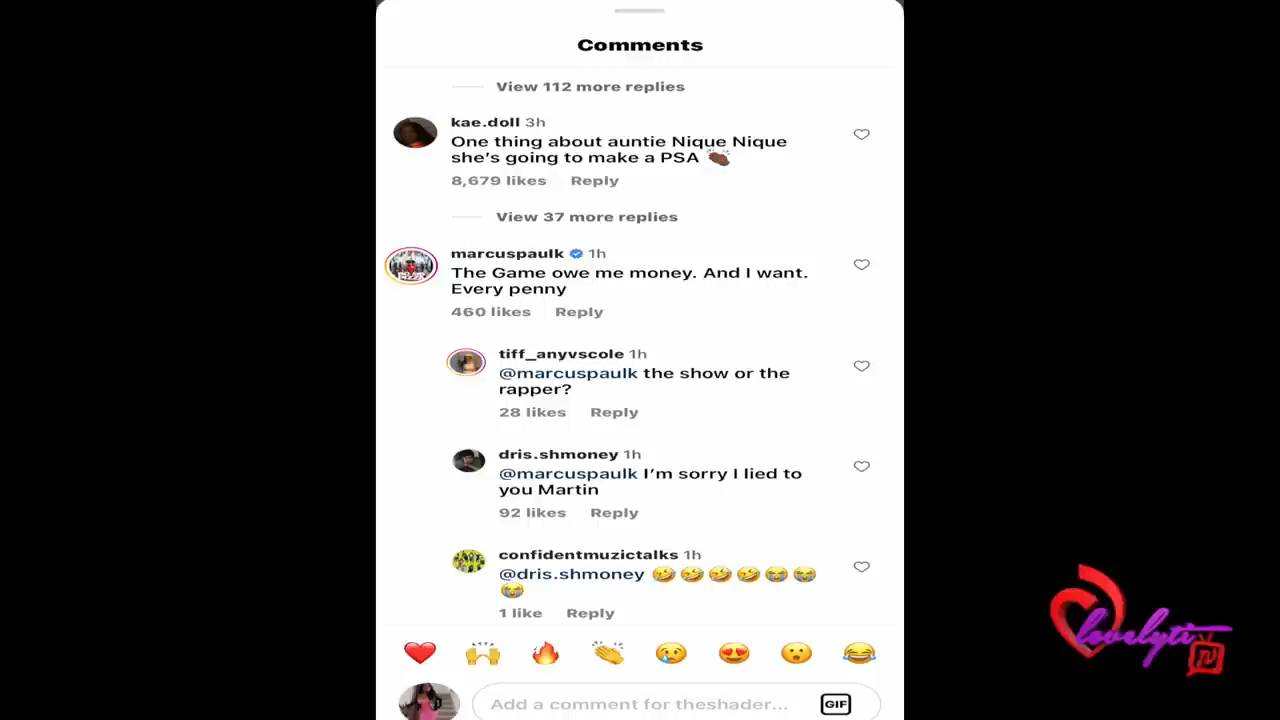 Comments
View 112 more replies
kae.doll 3h
One thing about auntie Nique Nique
she's going to make a PSA 👏🏾
8,679 likes Reply
View 37 more replies
marcuspaulk 1h
The Game owe me money. And I want.
Every penny
460 likes Reply
tiff_anyvscole 1h
@marcuspaulk the show or the
rapper?
28 likes Reply
dris.shmoney 1h
@marcuspaulk I'm sorry I lied to
you Martin
92 likes Reply
confidentmuzictalks 1h
@dris.shmoney 🤣🤣🤣🤣😭😭
😭
1 like Reply
❤️🙌🔥👏😢😍😮😂
Add a comment for theshader...
GIF
lovelyti
TV